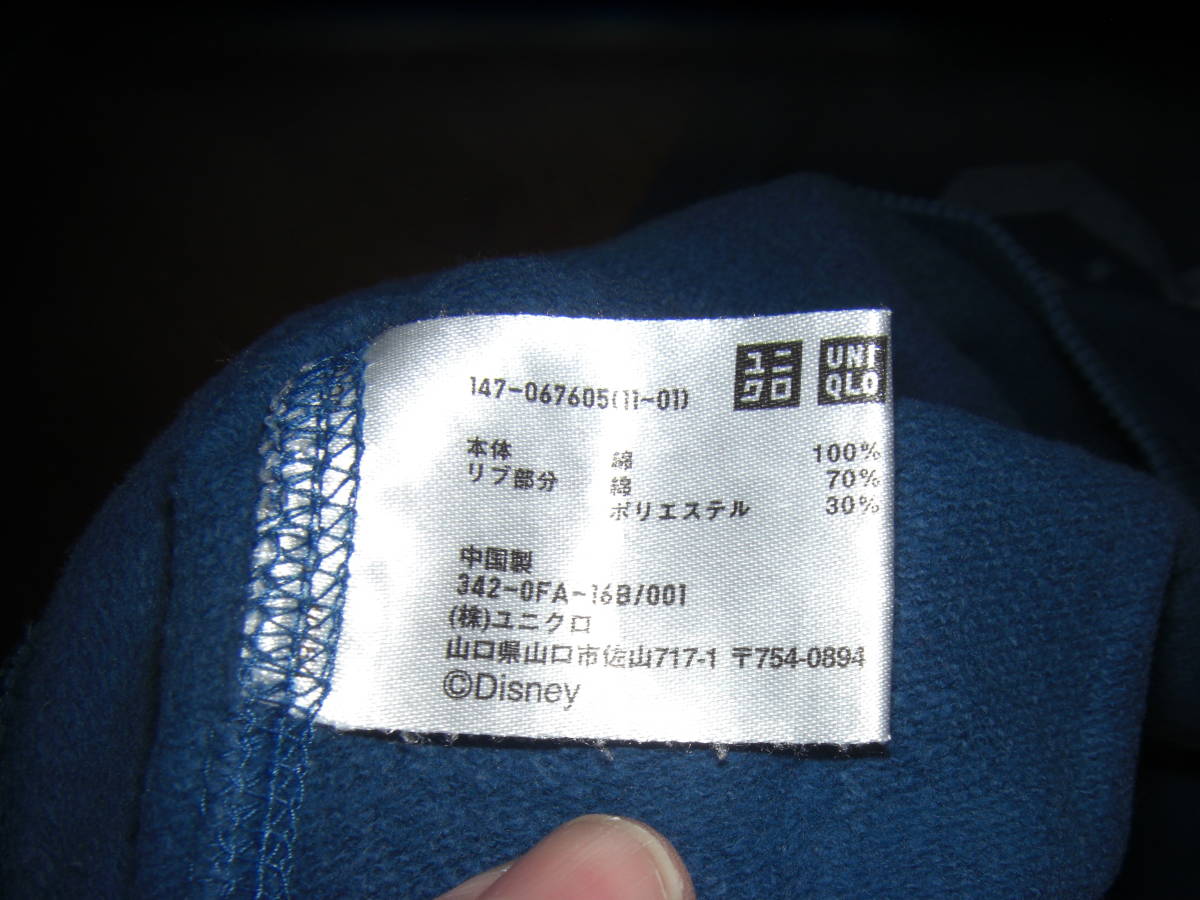 147-067605(11-01)
ユニクロ UNIQLO
本体 綿 100%
リブ部分 綿 70%
ポリエステル 30%
中国製
342-0FA-16B/001
(株)ユニクロ
山口県山口市佐山717-1 〒754-0894
©Disney